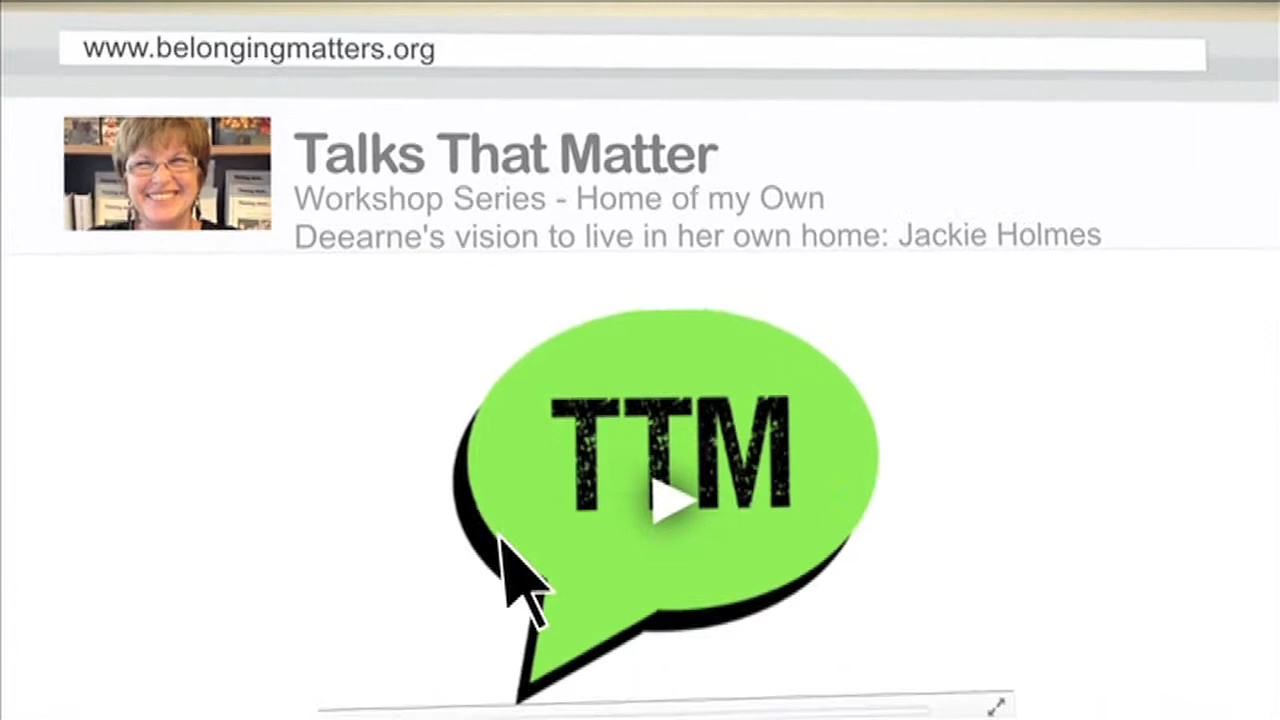 www.belongingmatters.org
Talks That Matter
Workshop Series - Home of my Own
Deearne's vision to live in her own home: Jackie Holmes
TTM